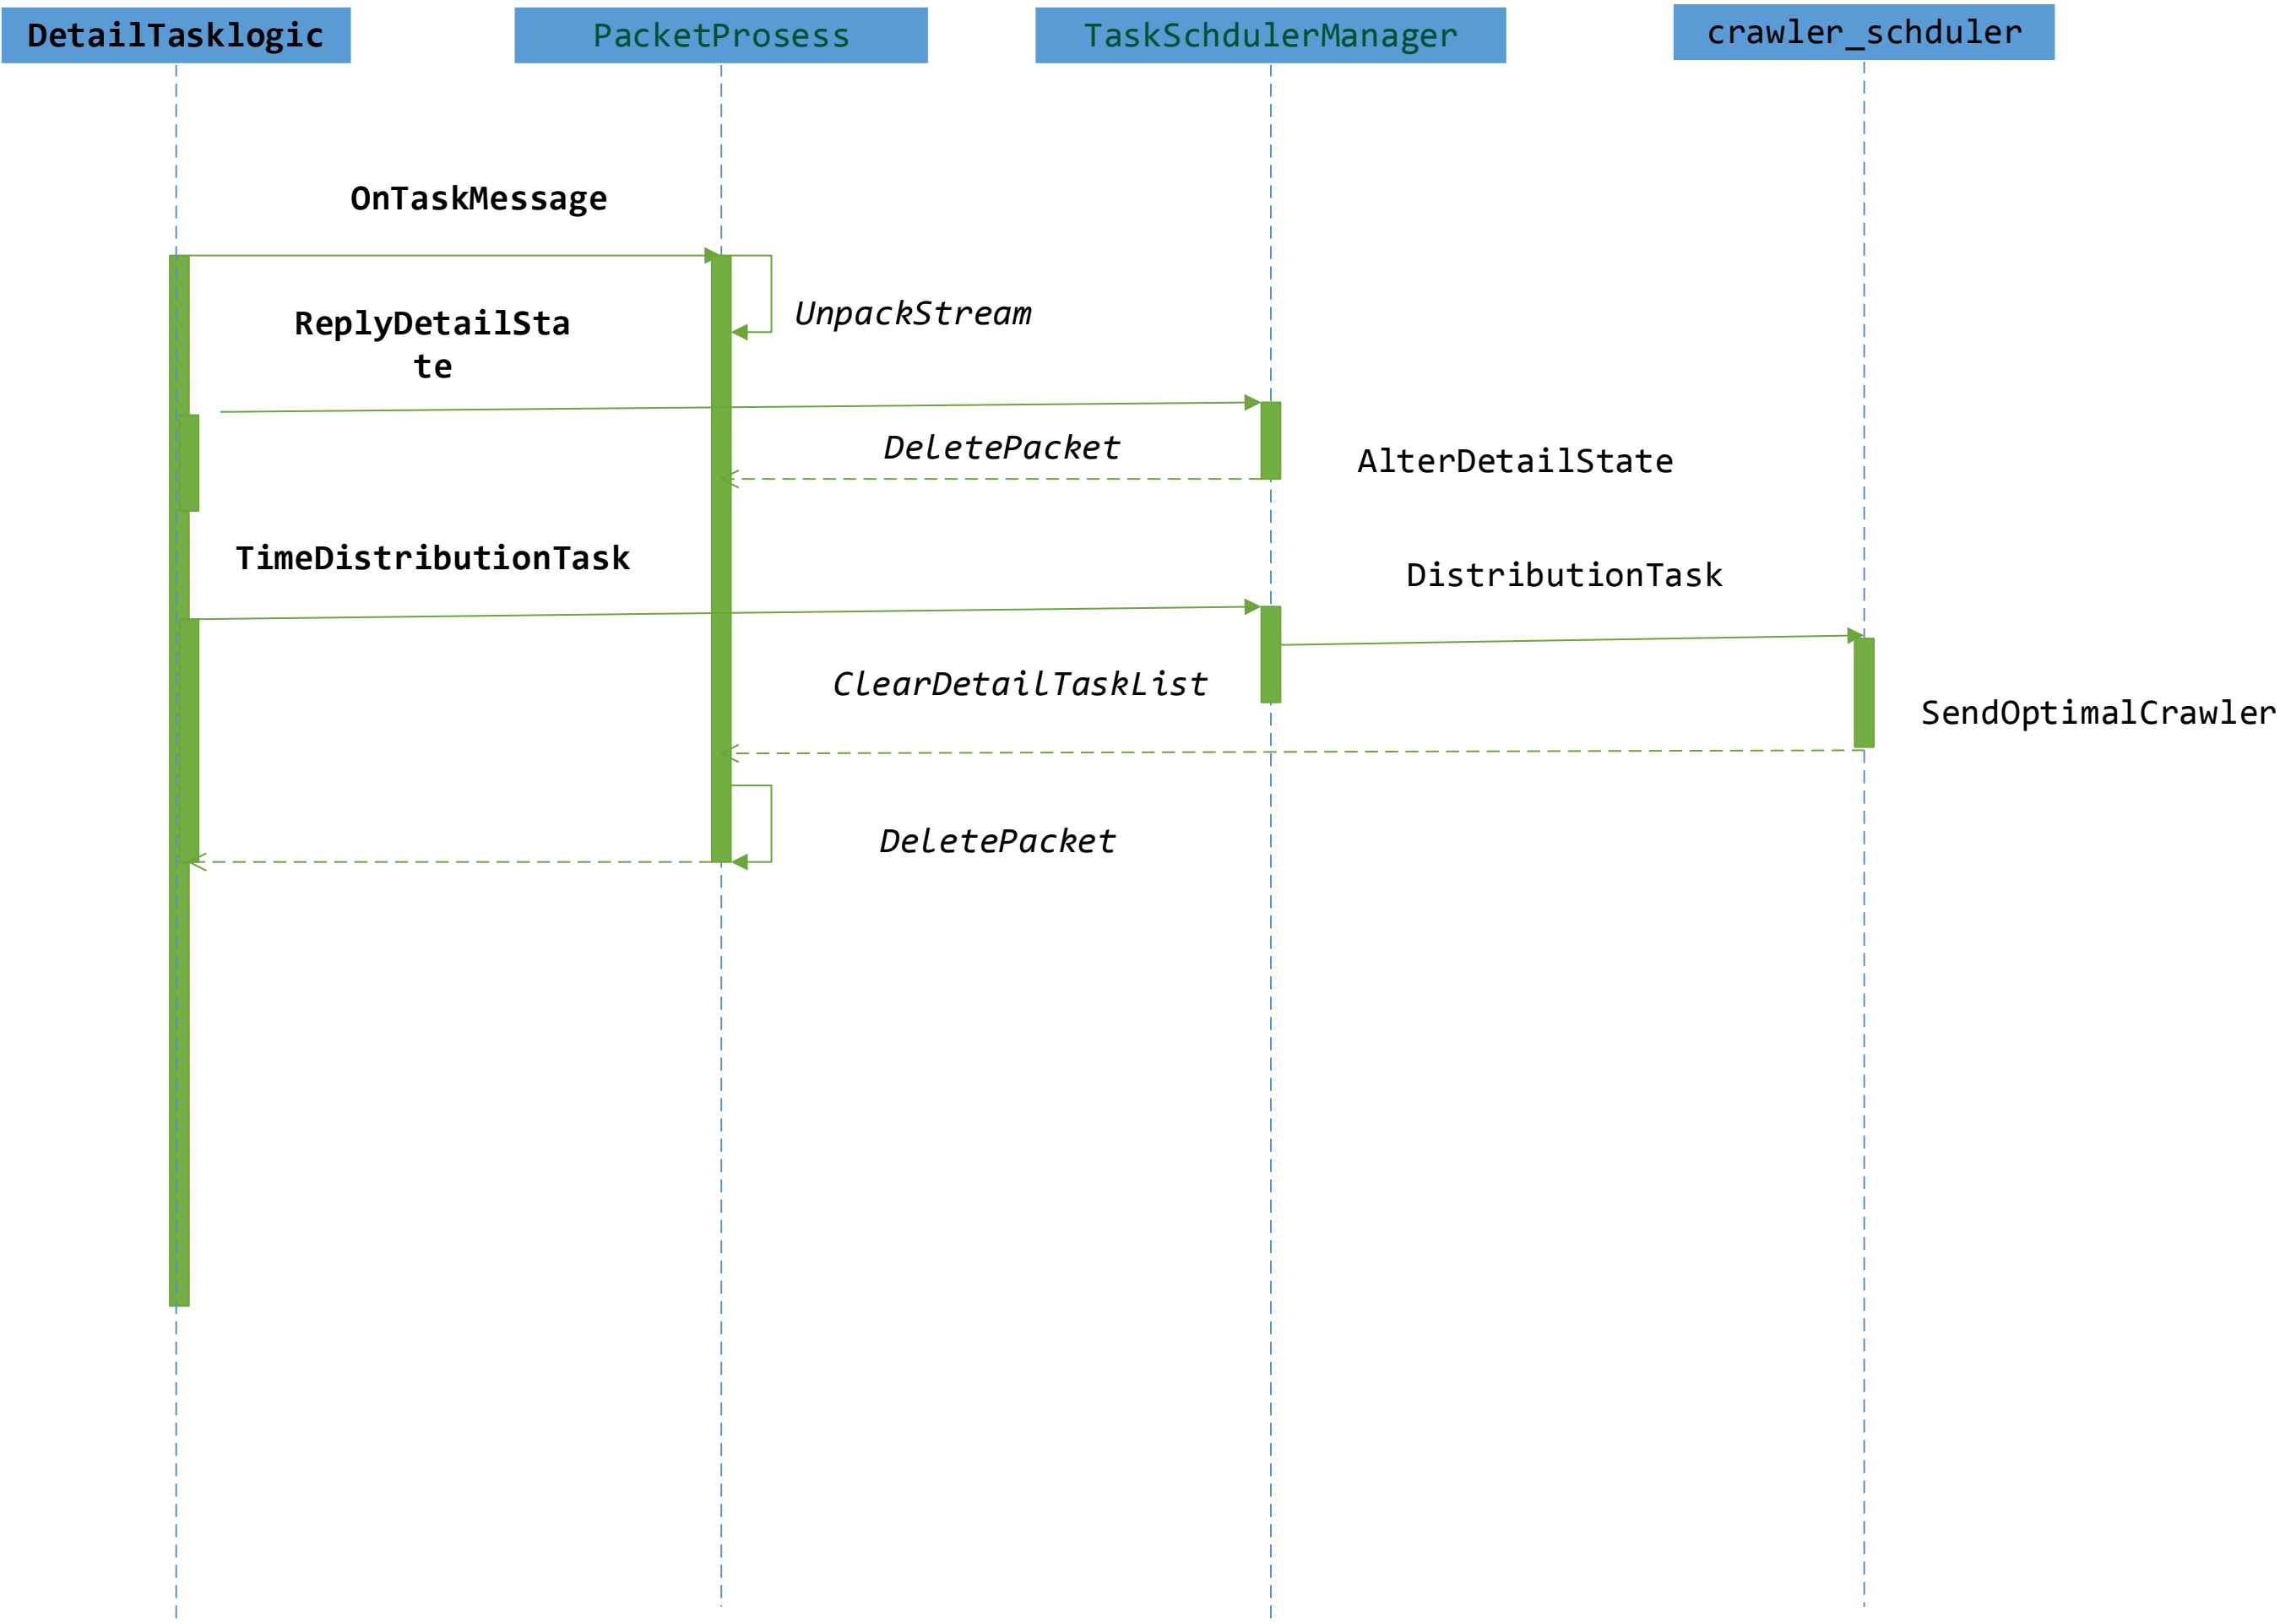 DetailTasklogic
PacketProsess
TaskSchdulerManager
crawler_schduler
OnTaskMessage
UnpackStream
ReplyDetailSta
te
DeletePacket
AlterDetailState
TimeDistributionTask
DistributionTask
ClearDetailTaskList
SendOptimalCrawler
DeletePacket